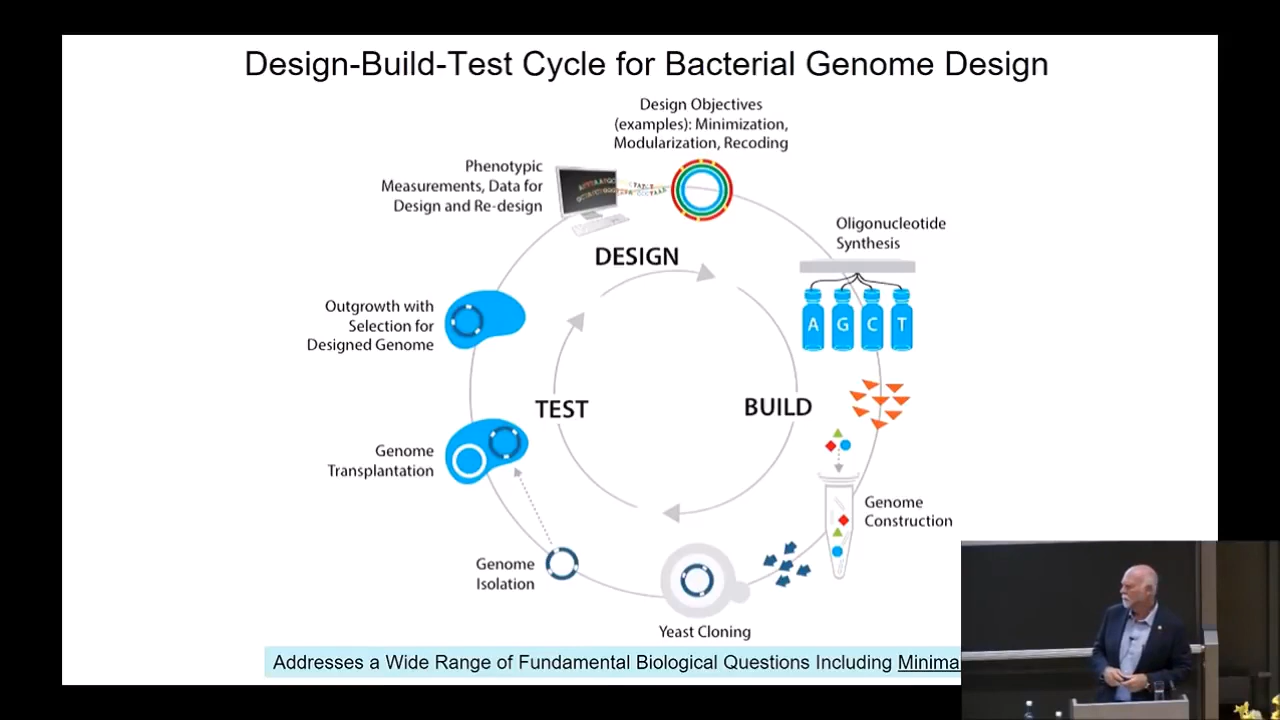 Design-Build-Test Cycle for Bacterial Genome Design
Design Objectives
(examples): Minimization,
Modularization, Recoding
Phenotypic
Measurements, Data for
Design and Re-design
Oligonucleotide
Synthesis
DESIGN
A G C T
Outgrowth with
Selection for
Designed Genome
TEST
BUILD
Genome
Transplantation
Genome
Construction
Genome
Isolation
Yeast Cloning
Addresses a Wide Range of Fundamental Biological Questions Including Minima